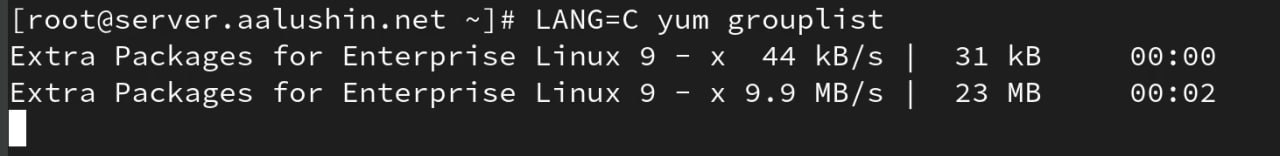 [root@server.aalushin.net ~]# LANG=C yum grouplist
Extra Packages for Enterprise Linux 9 - x  44 kB/s |  31 kB     00:00
Extra Packages for Enterprise Linux 9 - x 9.9 MB/s |  23 MB     00:02